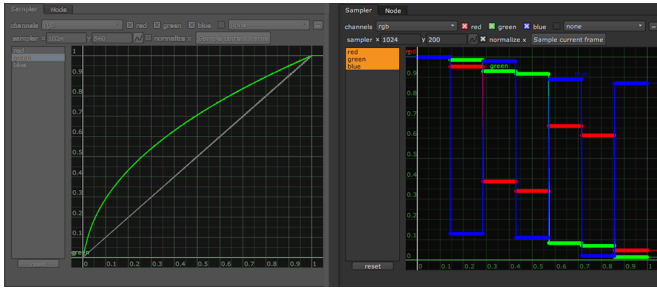 Sampler Node
channels rgb red green blue none
sampler x 1024 y 540 normalize x Sample current frame
red
green
blue
1
0.9
0.8
0.7
0.6
0.5
0.4
0.3
0.2
0.1
green
0 0.1 0.2 0.3 0.4 0.5 0.6 0.7 0.8 0.9 1
reset
Sampler Node
channels rgb red green blue none
sampler x 1024 y 200 normalize x Sample current frame
red
green
blue
red
0.9
green
0.8
0.7
0.6
0.5
0.4
0.3
0.2
0.1
0
0 0.1 0.2 0.3 0.4 0.5 0.6 0.7 0.8 0.9 1
reset